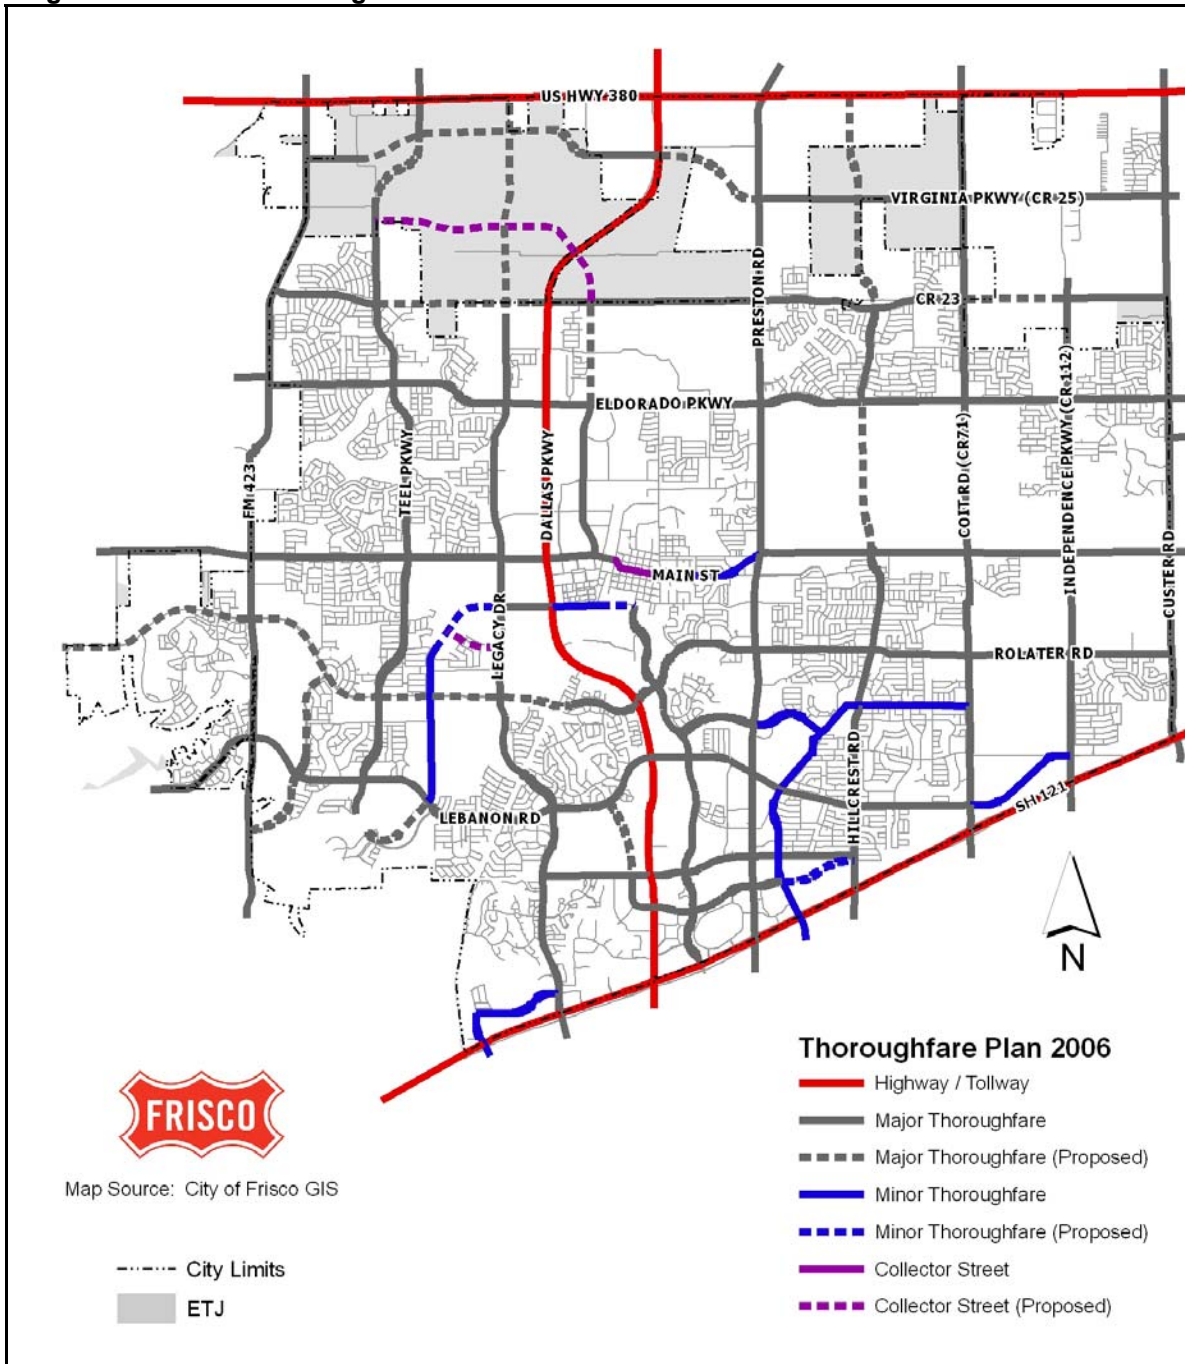 US HWY 380
VIRGINIA PKWY (CR 25)
PRESTON RD
CR 23
ELDORADO PKWY
INDEPENDENCE PKWY (CR 112)
COIT RD (CR71)
TEEL PKWY
DALLAS PKWY
FM 423
CUSTER RD
MAIN ST
LEGACY DR
ROLATER RD
HILLCREST RD
LEBANON RD
SH 121
N
Thoroughfare Plan 2006
Highway / Tollway
Major Thoroughfare
Major Thoroughfare (Proposed)
Minor Thoroughfare
Minor Thoroughfare (Proposed)
Collector Street
Collector Street (Proposed)
FRISCO
Map Source: City of Frisco GIS
City Limits
ETJ